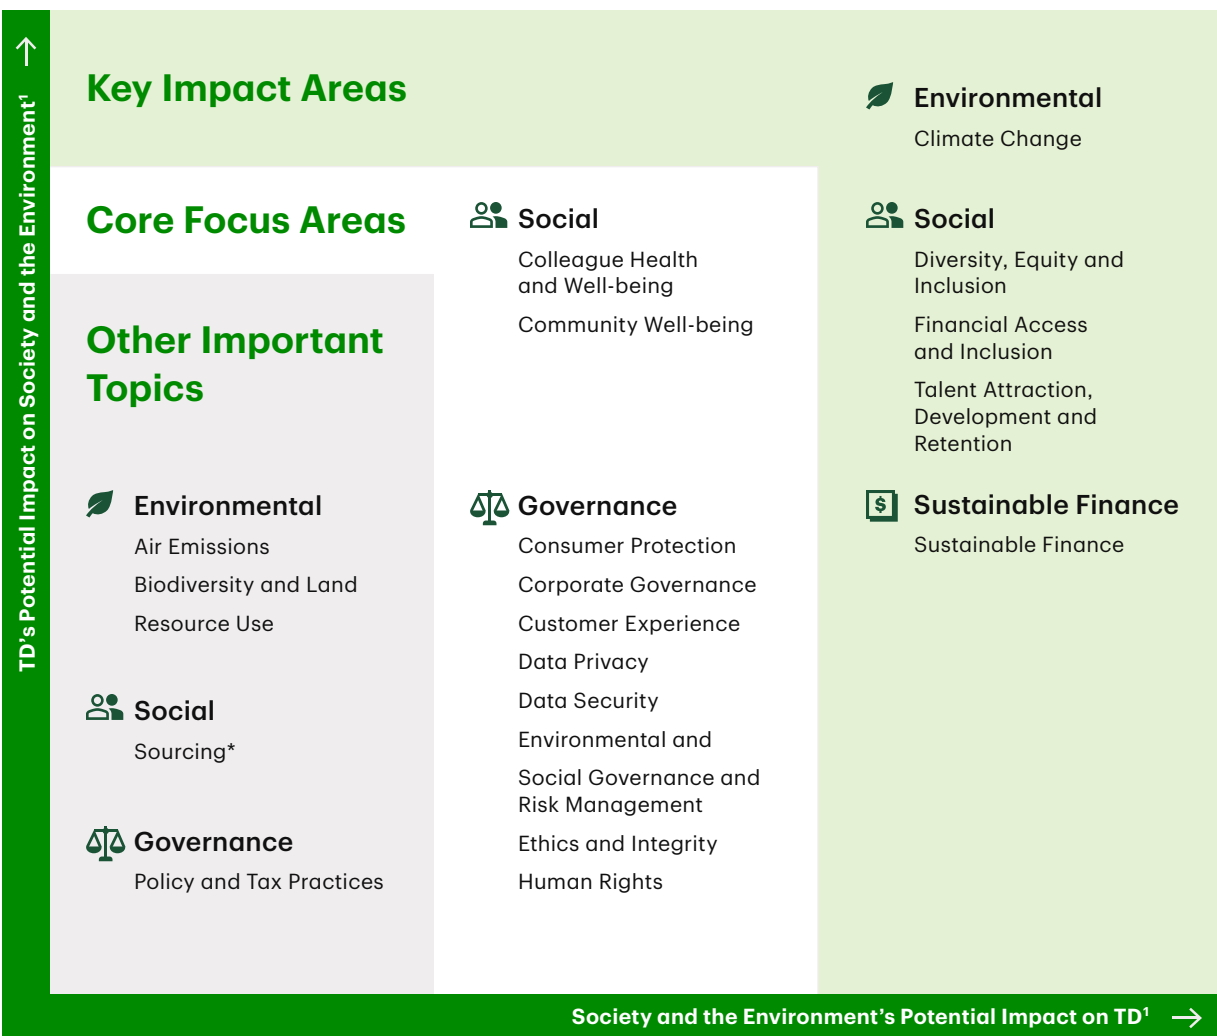 TD's Potential Impact on Society and the Environment¹
Key Impact Areas
Environmental
Climate Change
Social
Diversity, Equity and
Inclusion
Financial Access
and Inclusion
Talent Attraction,
Development and
Retention
Sustainable Finance
Sustainable Finance
Core Focus Areas
Social
Colleague Health
and Well-being
Community Well-being
Governance
Consumer Protection
Corporate Governance
Customer Experience
Data Privacy
Data Security
Environmental and
Social Governance and
Risk Management
Ethics and Integrity
Human Rights
Other Important
Topics
Environmental
Air Emissions
Biodiversity and Land
Resource Use
Social
Sourcing*
Governance
Policy and Tax Practices
Society and the Environment's Potential Impact on TD¹